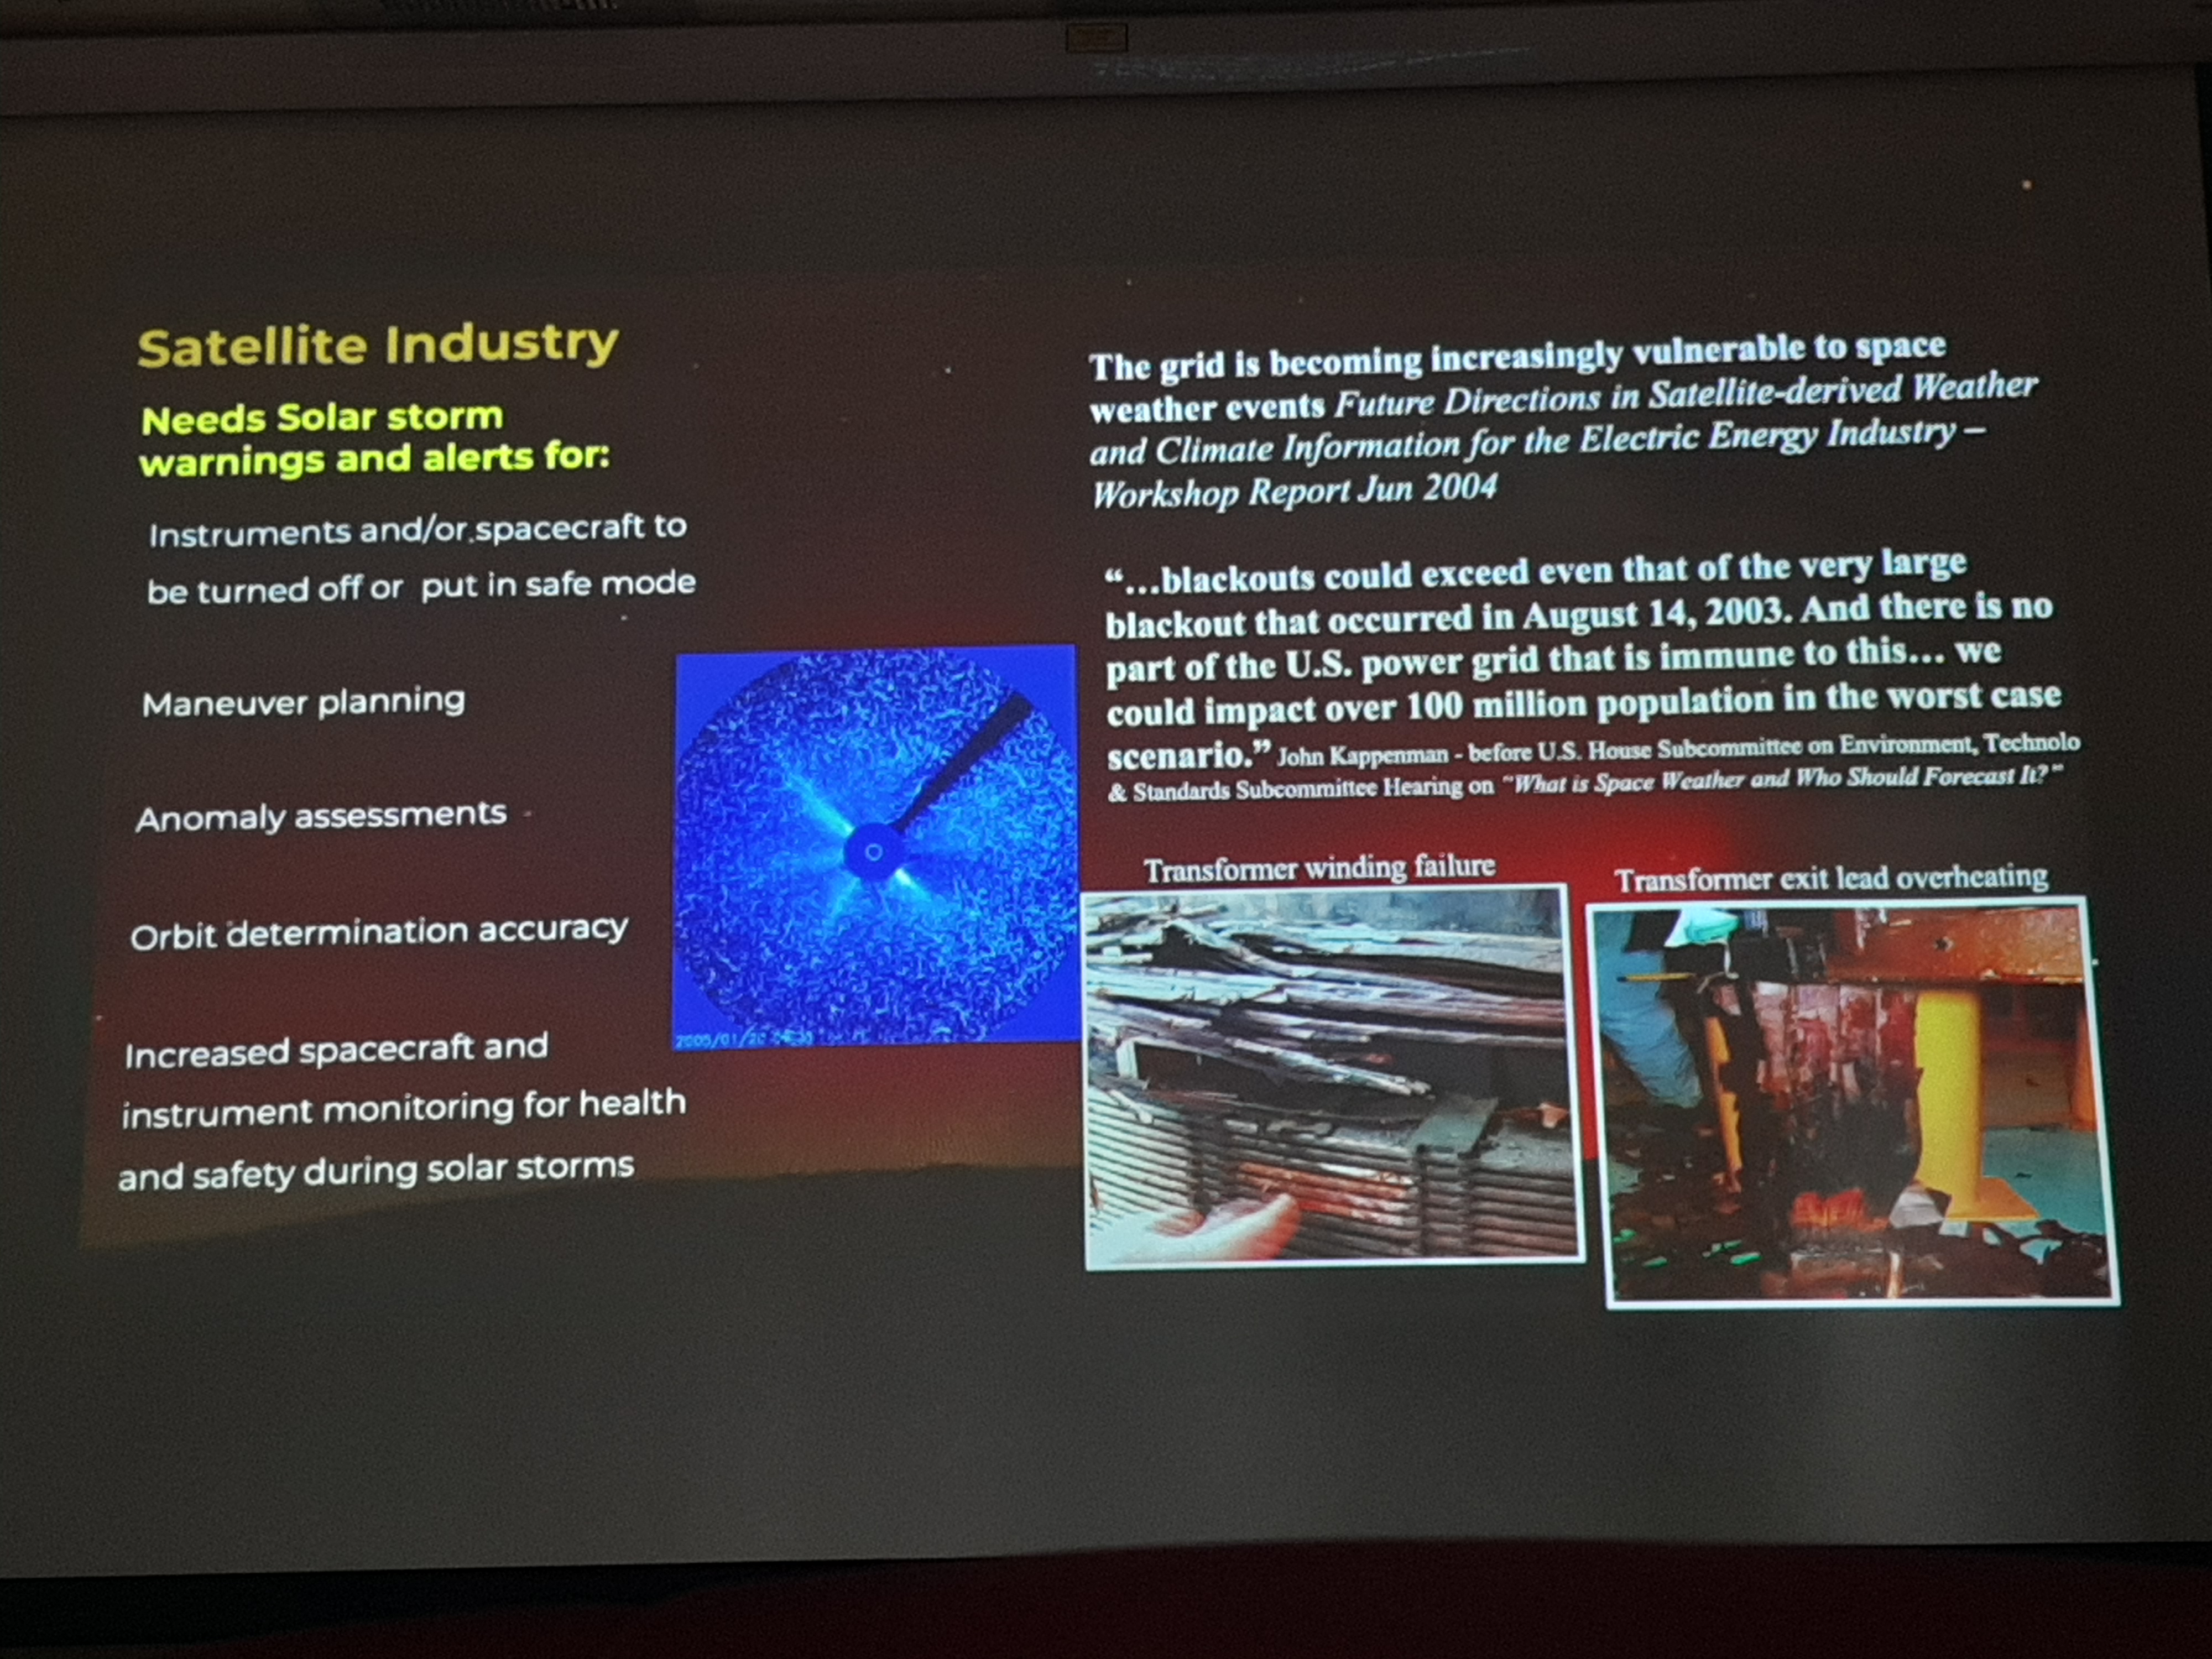 Satellite Industry
Needs Solar storm
warnings and alerts for:
Instruments and/or spacecraft to
be turned off or put in safe mode
Maneuver planning
Anomaly assessments
Orbit determination accuracy
Increased spacecraft and
instrument monitoring for health
and safety during solar storms
The grid is becoming increasingly vulnerable to space
weather events Future Directions in Satellite-derived Weather
and Climate Information for the Electric Energy Industry –
Workshop Report Jun 2004
“…blackouts could exceed even that of the very large
blackout that occurred in August 14, 2003. And there is no
part of the U.S. power grid that is immune to this… we
could impact over 100 million population in the worst case
scenario.” John Kappenman - before U.S. House Subcommittee on Environment, Technolo
& Standards Subcommittee Hearing on “What is Space Weather and Who Should Forecast It?”
Transformer winding failure
Transformer exit lead overheating